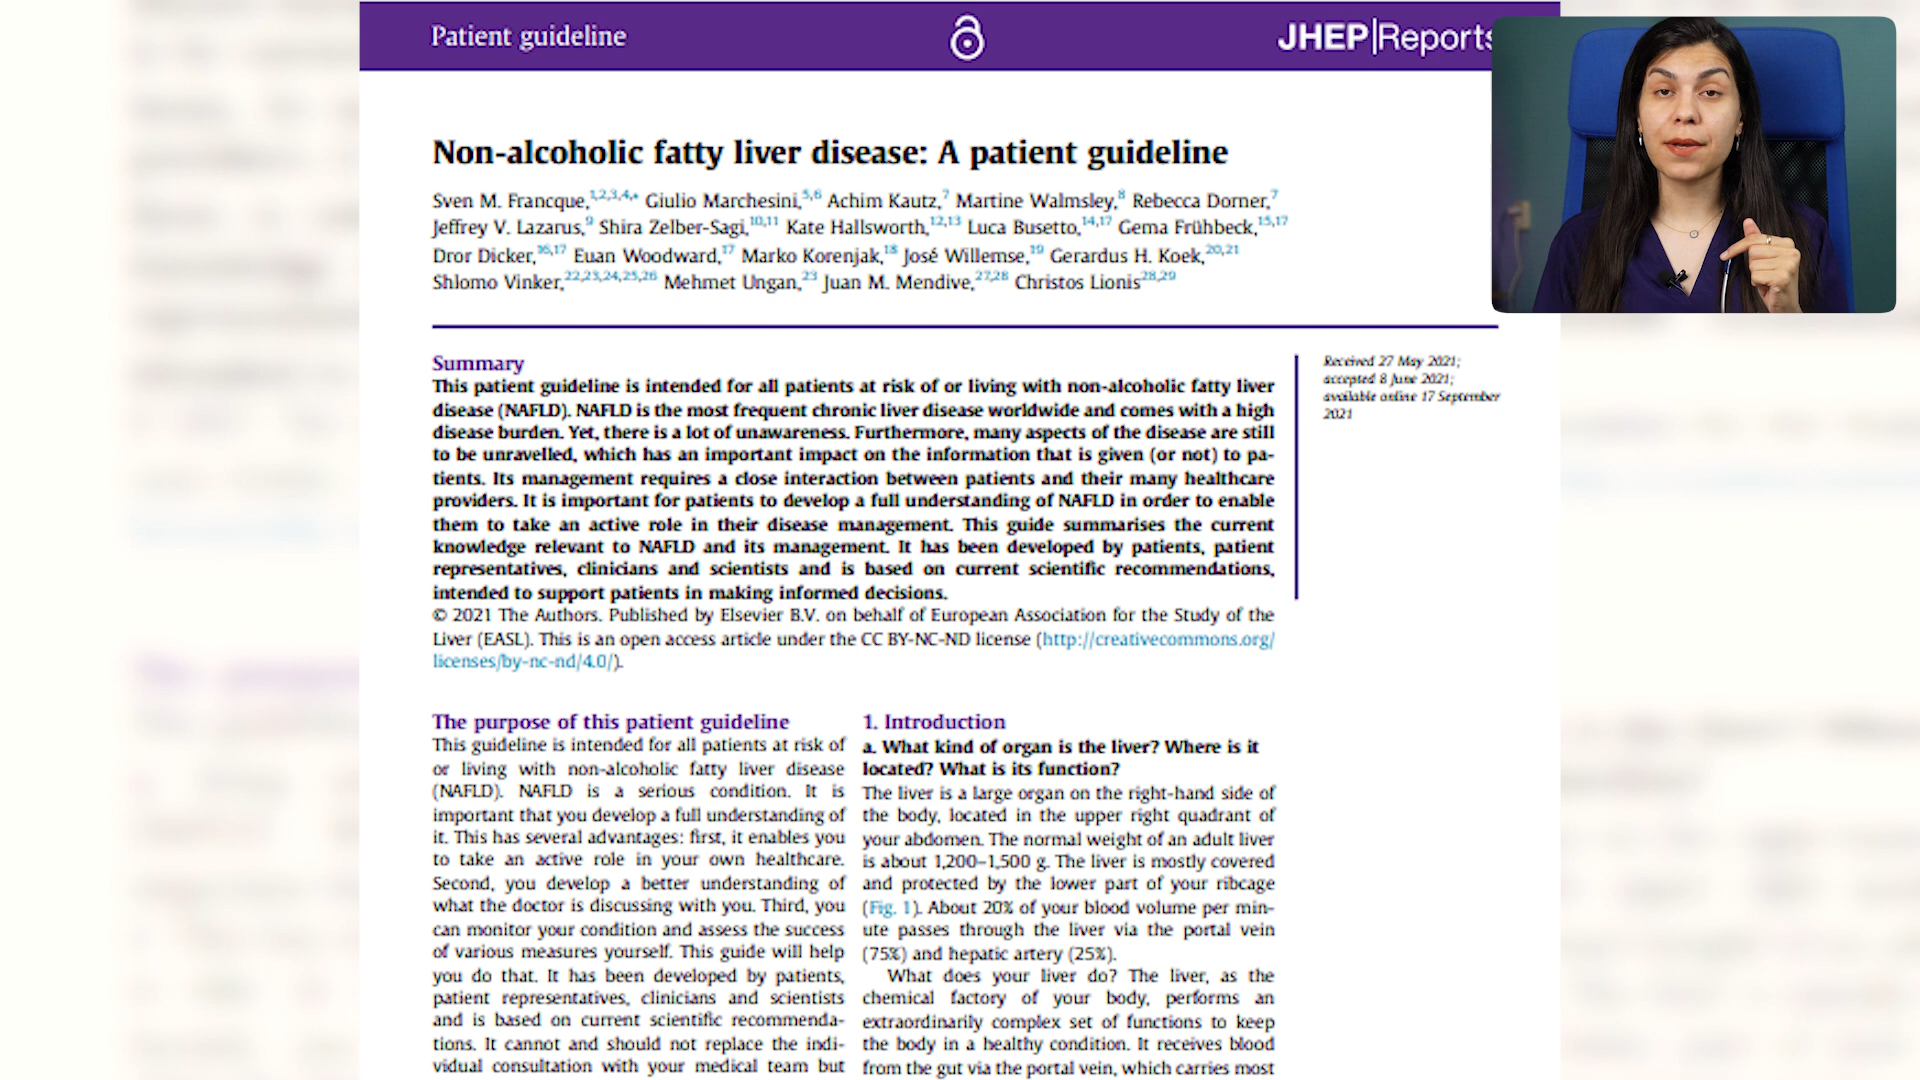 Patient guideline
JHEP|Reports
Non-alcoholic fatty liver disease: A patient guideline
Sven M. Francque,1,2,3,4,* Giulio Marchesini,5,6 Achim Kautz,7 Martine Walmsley,8 Rebecca Dorner,7
Jeffrey V. Lazarus,9 Shira Zelber-Sagi,10,11 Kate Hallsworth,12,13 Luca Busetto,14,17 Gema Frühbeck,15,17
Dror Dicker,16,17 Euan Woodward,17 Marko Korenjak,18 José Willemse,19 Gerardus H. Koek,20,21
Shlomo Vinker,22,23,24,25,26 Mehmet Ungan,23 Juan M. Mendive,27,28 Christos Lionis28,29
Summary
This patient guideline is intended for all patients at risk of or living with non-alcoholic fatty liver
disease (NAFLD). NAFLD is the most frequent chronic liver disease worldwide and comes with a high
disease burden. Yet, there is a lot of unawareness. Furthermore, many aspects of the disease are still
to be unravelled, which has an important impact on the information that is given (or not) to pa-
tients. Its management requires a close interaction between patients and their many healthcare
providers. It is important for patients to develop a full understanding of NAFLD in order to enable
them to take an active role in their disease management. This guide summarises the current
knowledge relevant to NAFLD and its management. It has been developed by patients, patient
representatives, clinicians and scientists and is based on current scientific recommendations,
intended to support patients in making informed decisions.
© 2021 The Authors. Published by Elsevier B.V. on behalf of European Association for the Study of the
Liver (EASL). This is an open access article under the CC BY-NC-ND license (http://creativecommons.org/
licenses/by-nc-nd/4.0/).
Received 27 May 2021;
accepted 8 June 2021;
available online 17 September
2021
The purpose of this patient guideline
This guideline is intended for all patients at risk of
or living with non-alcoholic fatty liver disease
(NAFLD). NAFLD is a serious condition. It is
important that you develop a full understanding of
it. This has several advantages: first, it enables you
to take an active role in your own healthcare.
Second, you develop a better understanding of
what the doctor is discussing with you. Third, you
can monitor your condition and assess the success
of various measures yourself. This guide will help
you do that. It has been developed by patients,
patient representatives, clinicians and scientists
and is based on current scientific recommenda-
tions. It cannot and should not replace the indi-
vidual consultation with your medical team but
1. Introduction
a. What kind of organ is the liver? Where is it
located? What is its function?
The liver is a large organ on the right-hand side of
the body, located in the upper right quadrant of
your abdomen. The normal weight of an adult liver
is about 1,200–1,500 g. The liver is mostly covered
and protected by the lower part of your ribcage
(Fig. 1). About 20% of your blood volume per min-
ute passes through the liver via the portal vein
(75%) and hepatic artery (25%).
What does your liver do? The liver, as the
chemical factory of your body, performs an
extraordinarily complex set of functions to keep
the body in a healthy condition. It receives blood
from the gut via the portal vein, which carries most